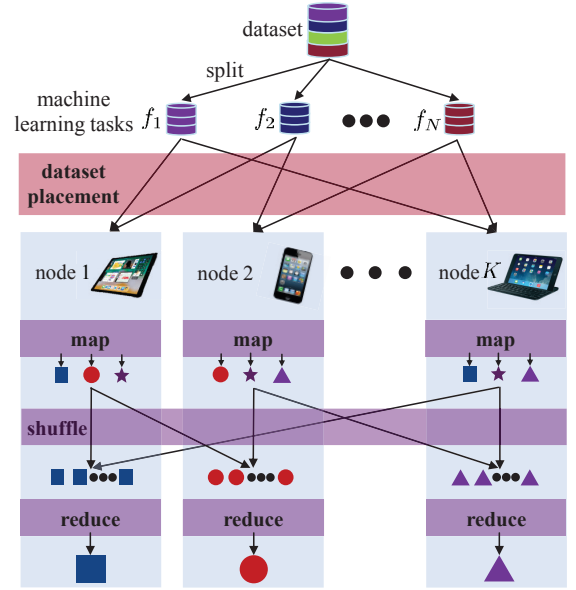 dataset
split
machine
learning tasks
f₁
f₂
f_N
dataset
placement
node 1
node 2
node K
map
map
map
shuffle
reduce
reduce
reduce